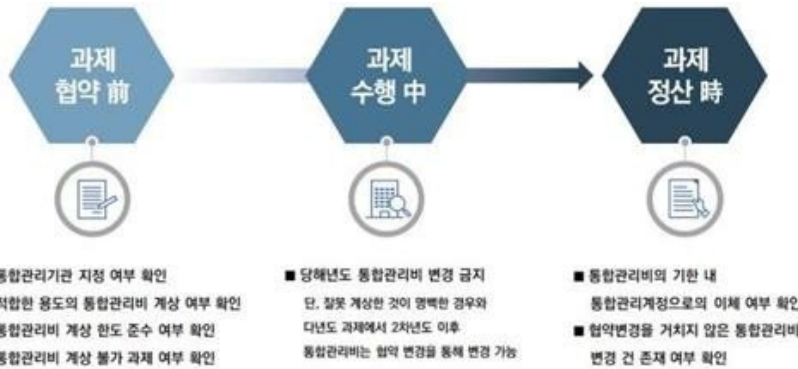 과제
협약 前
과제
수행 中
과제
정산 時
통합관리기관 지정 여부 확인
적합한 용도의 통합관리비 계상 여부 확인
통합관리비 계상 한도 준수 여부 확인
통합관리비 계상 불가 과제 여부 확인
■ 당해년도 통합관리비 변경 금지
단, 잘못 계상한 것이 명백한 경우와
다년도 과제에서 2차년도 이후
통합관리비는 협약 변경을 통해 변경 가능
■ 통합관리비의 기한 내
통합관리계정으로의 이체 여부 확인
■ 협약변경을 거치지 않은 통합관리비
변경 건 존재 여부 확인